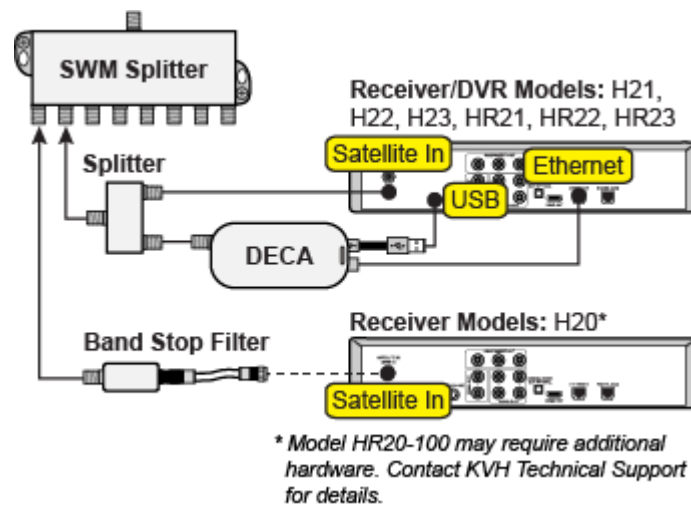 SWM Splitter
Receiver/DVR Models: H21,
H22, H23, HR21, HR22, HR23
Splitter
Satellite In
Ethernet
USB
DECA
Receiver Models: H20*
Band Stop Filter
Satellite In
* Model HR20-100 may require additional
hardware. Contact KVH Technical Support
for details.